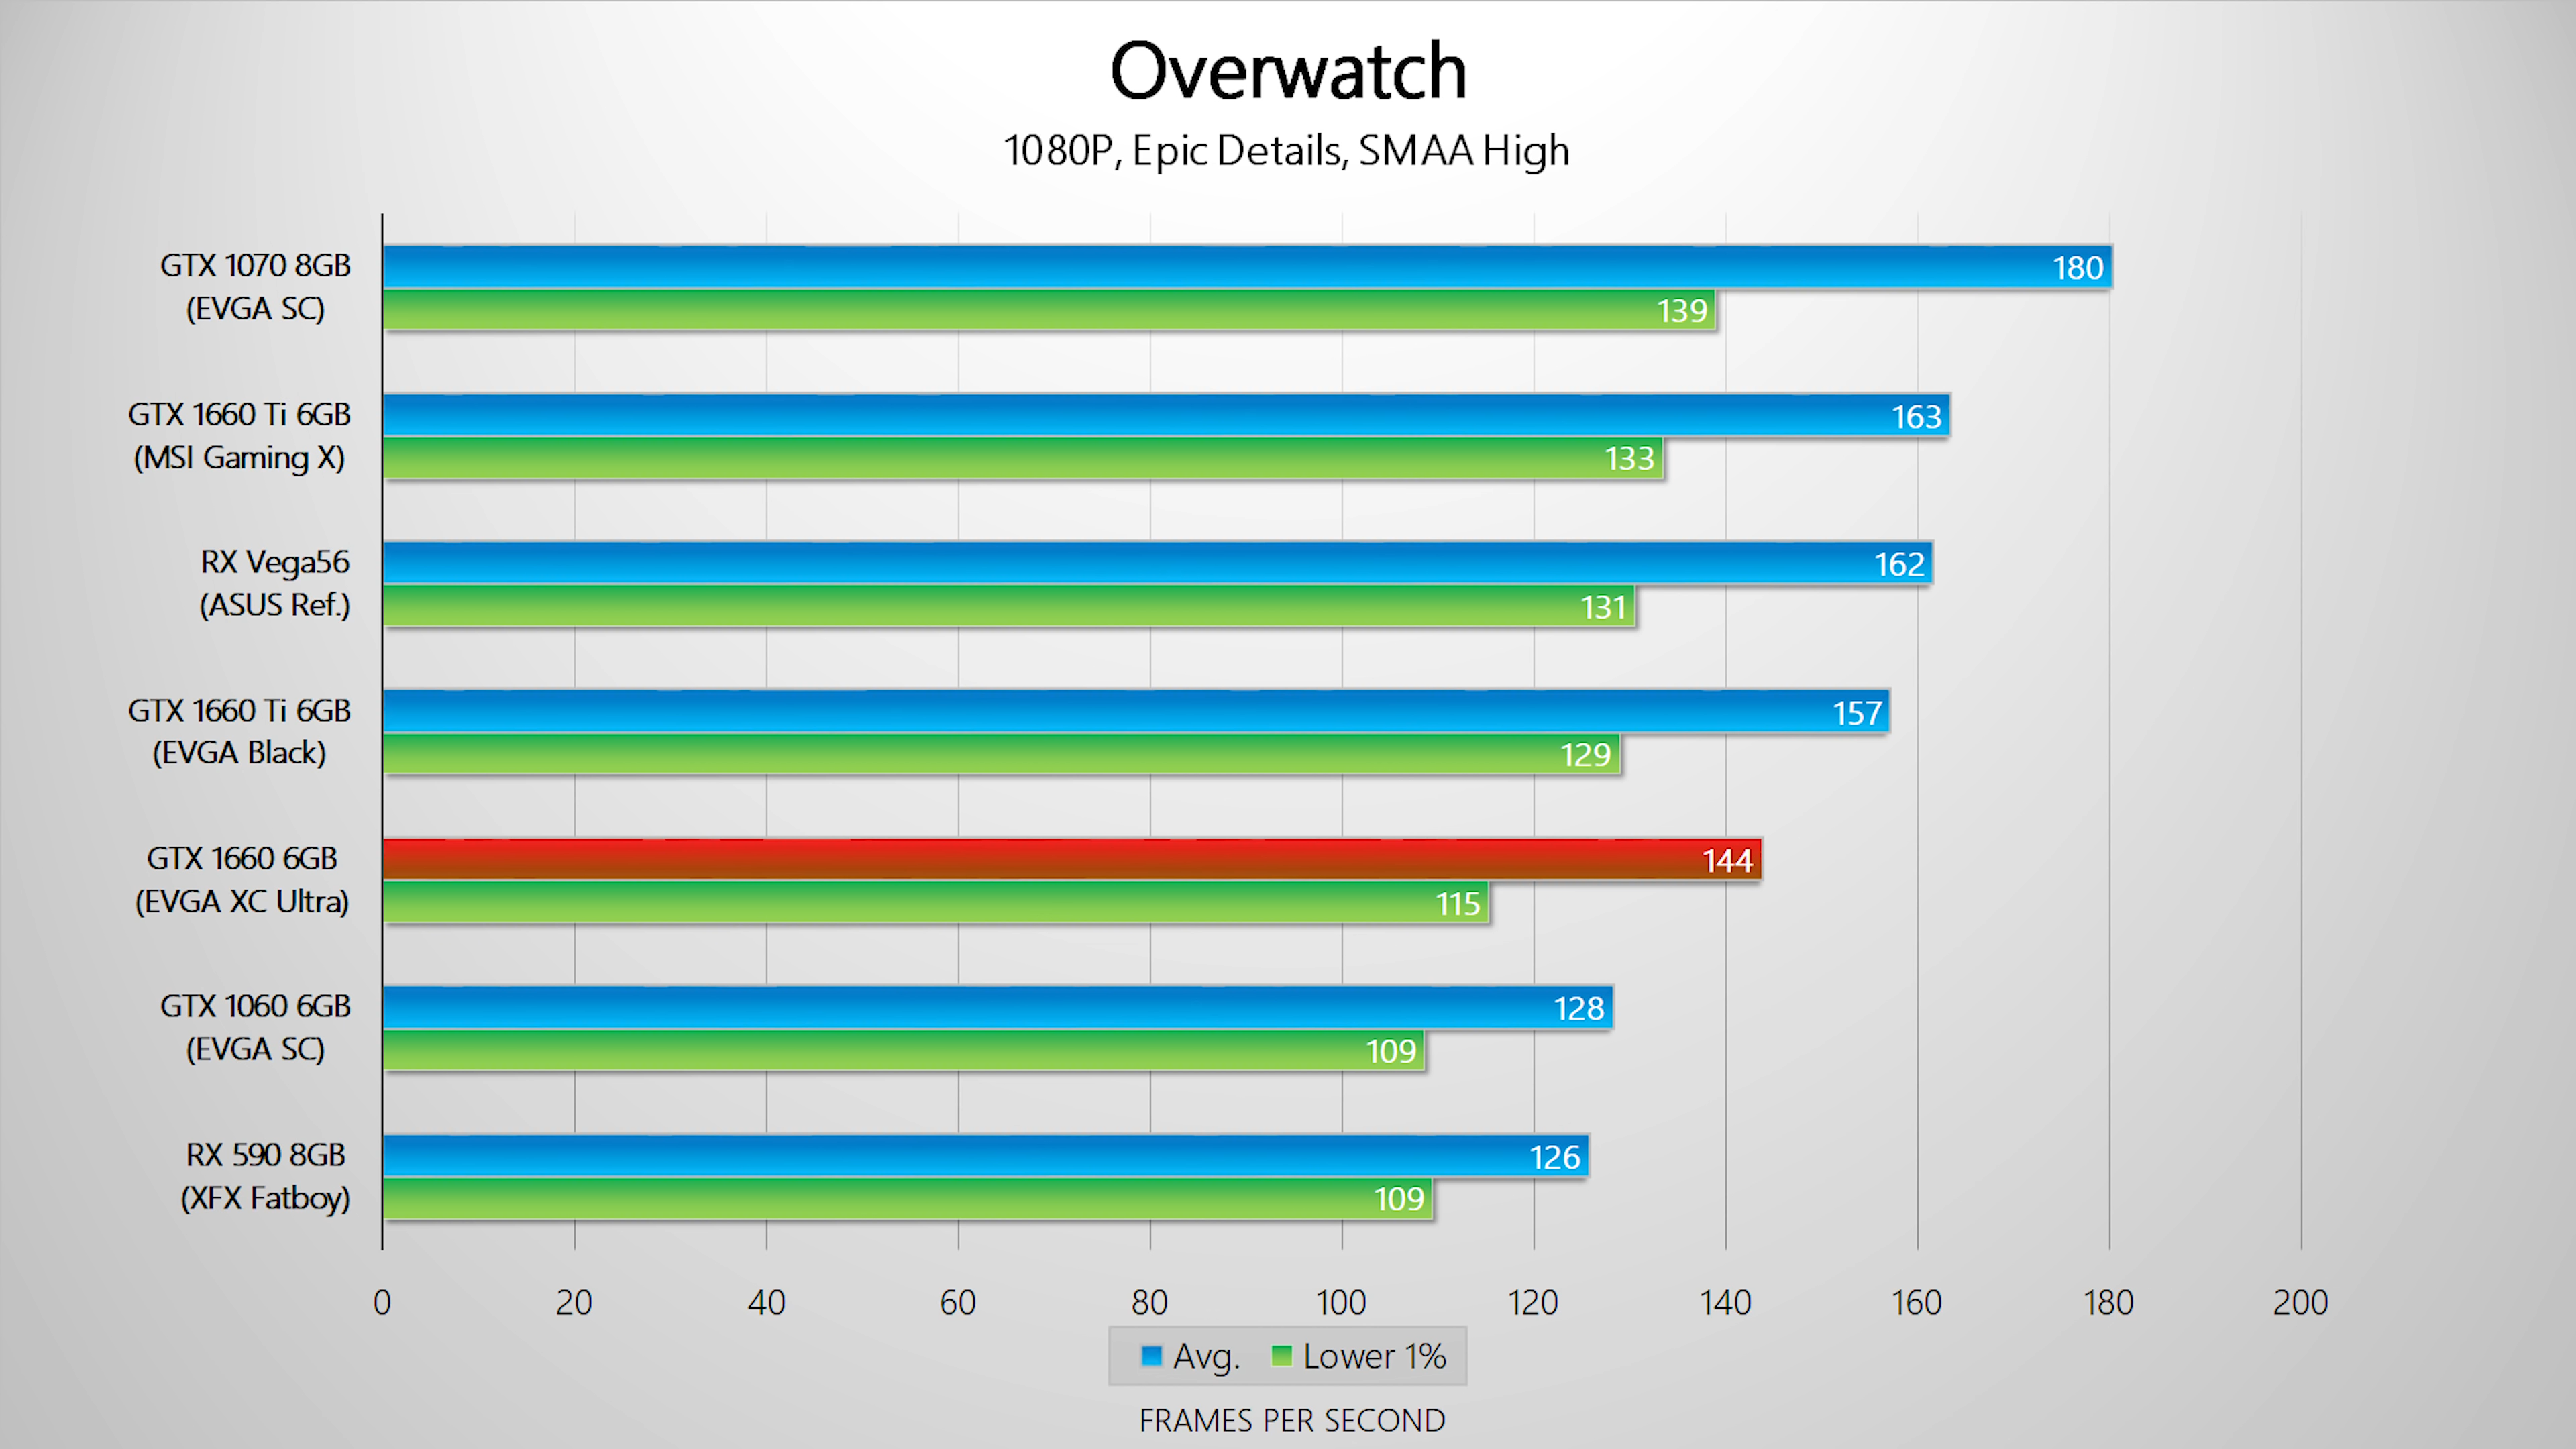 Overwatch
1080P, Epic Details, SMAA High
GTX 1070 8GB
(EVGA SC)
180
139
GTX 1660 Ti 6GB
(MSI Gaming X)
163
133
RX Vega56
(ASUS Ref.)
162
131
GTX 1660 Ti 6GB
(EVGA Black)
157
129
GTX 1660 6GB
(EVGA XC Ultra)
144
115
GTX 1060 6GB
(EVGA SC)
128
109
RX 590 8GB
(XFX Fatboy)
126
109
0 20 40 60 80 100 120 140 160 180 200
Avg. Lower 1%
FRAMES PER SECOND